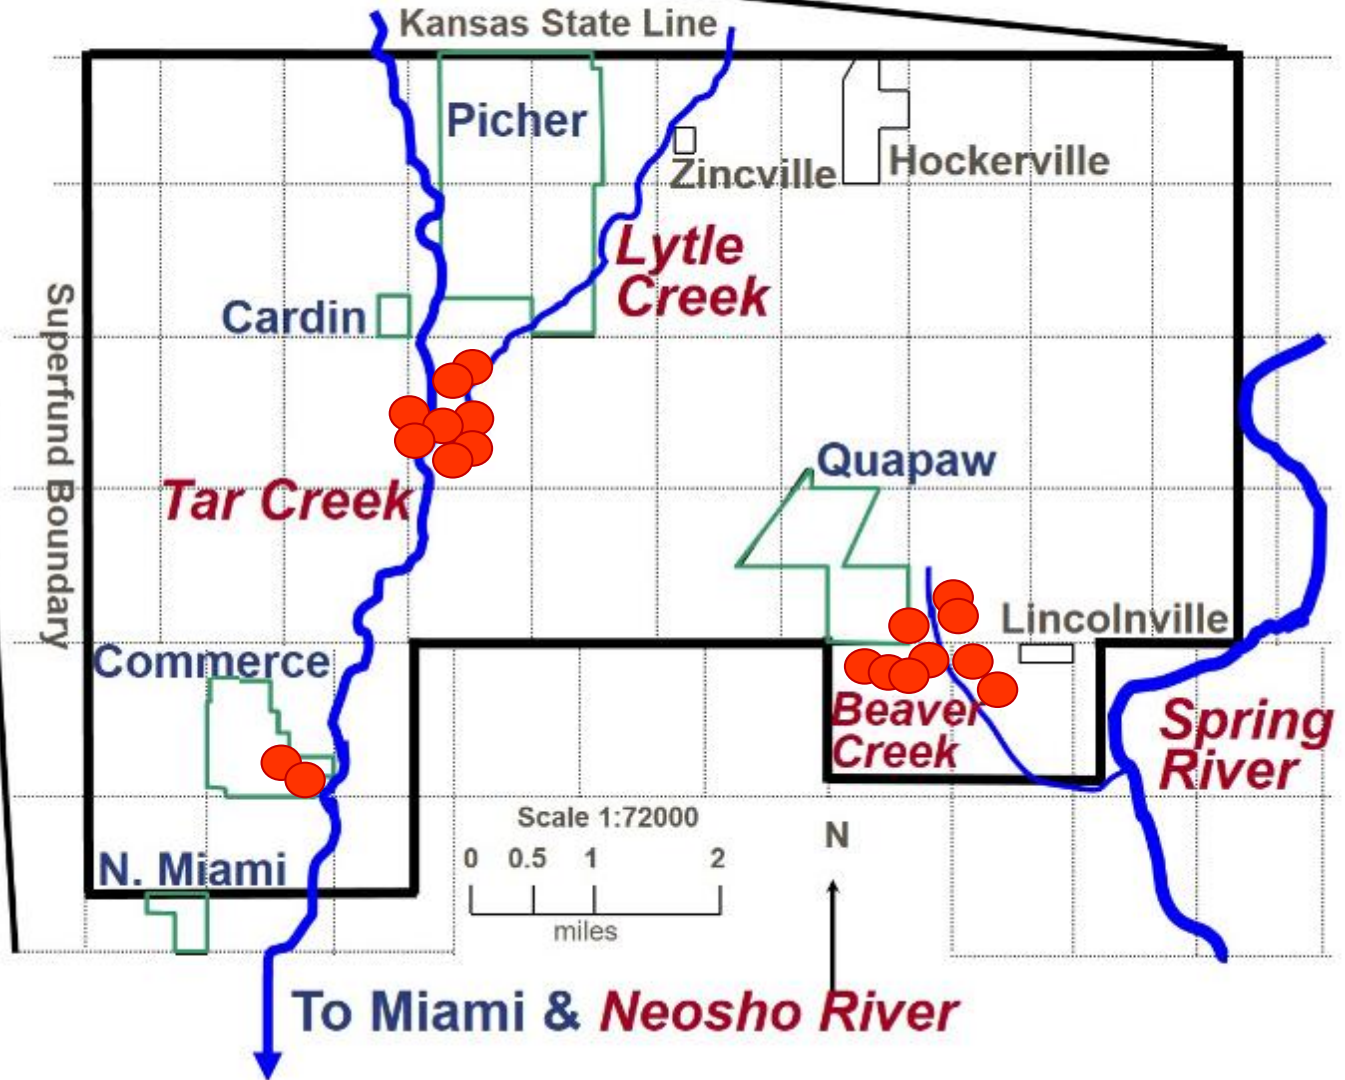 Kansas State Line
Picher
Zincville
Hockerville
Lytle
Creek
Cardin
Superfund Boundary
Quapaw
Tar Creek
Lincolnville
Commerce
Beaver
Creek
Spring
River
Scale 1:72000
N
0 0.5 1 2
N. Miami
miles
To Miami & Neosho River